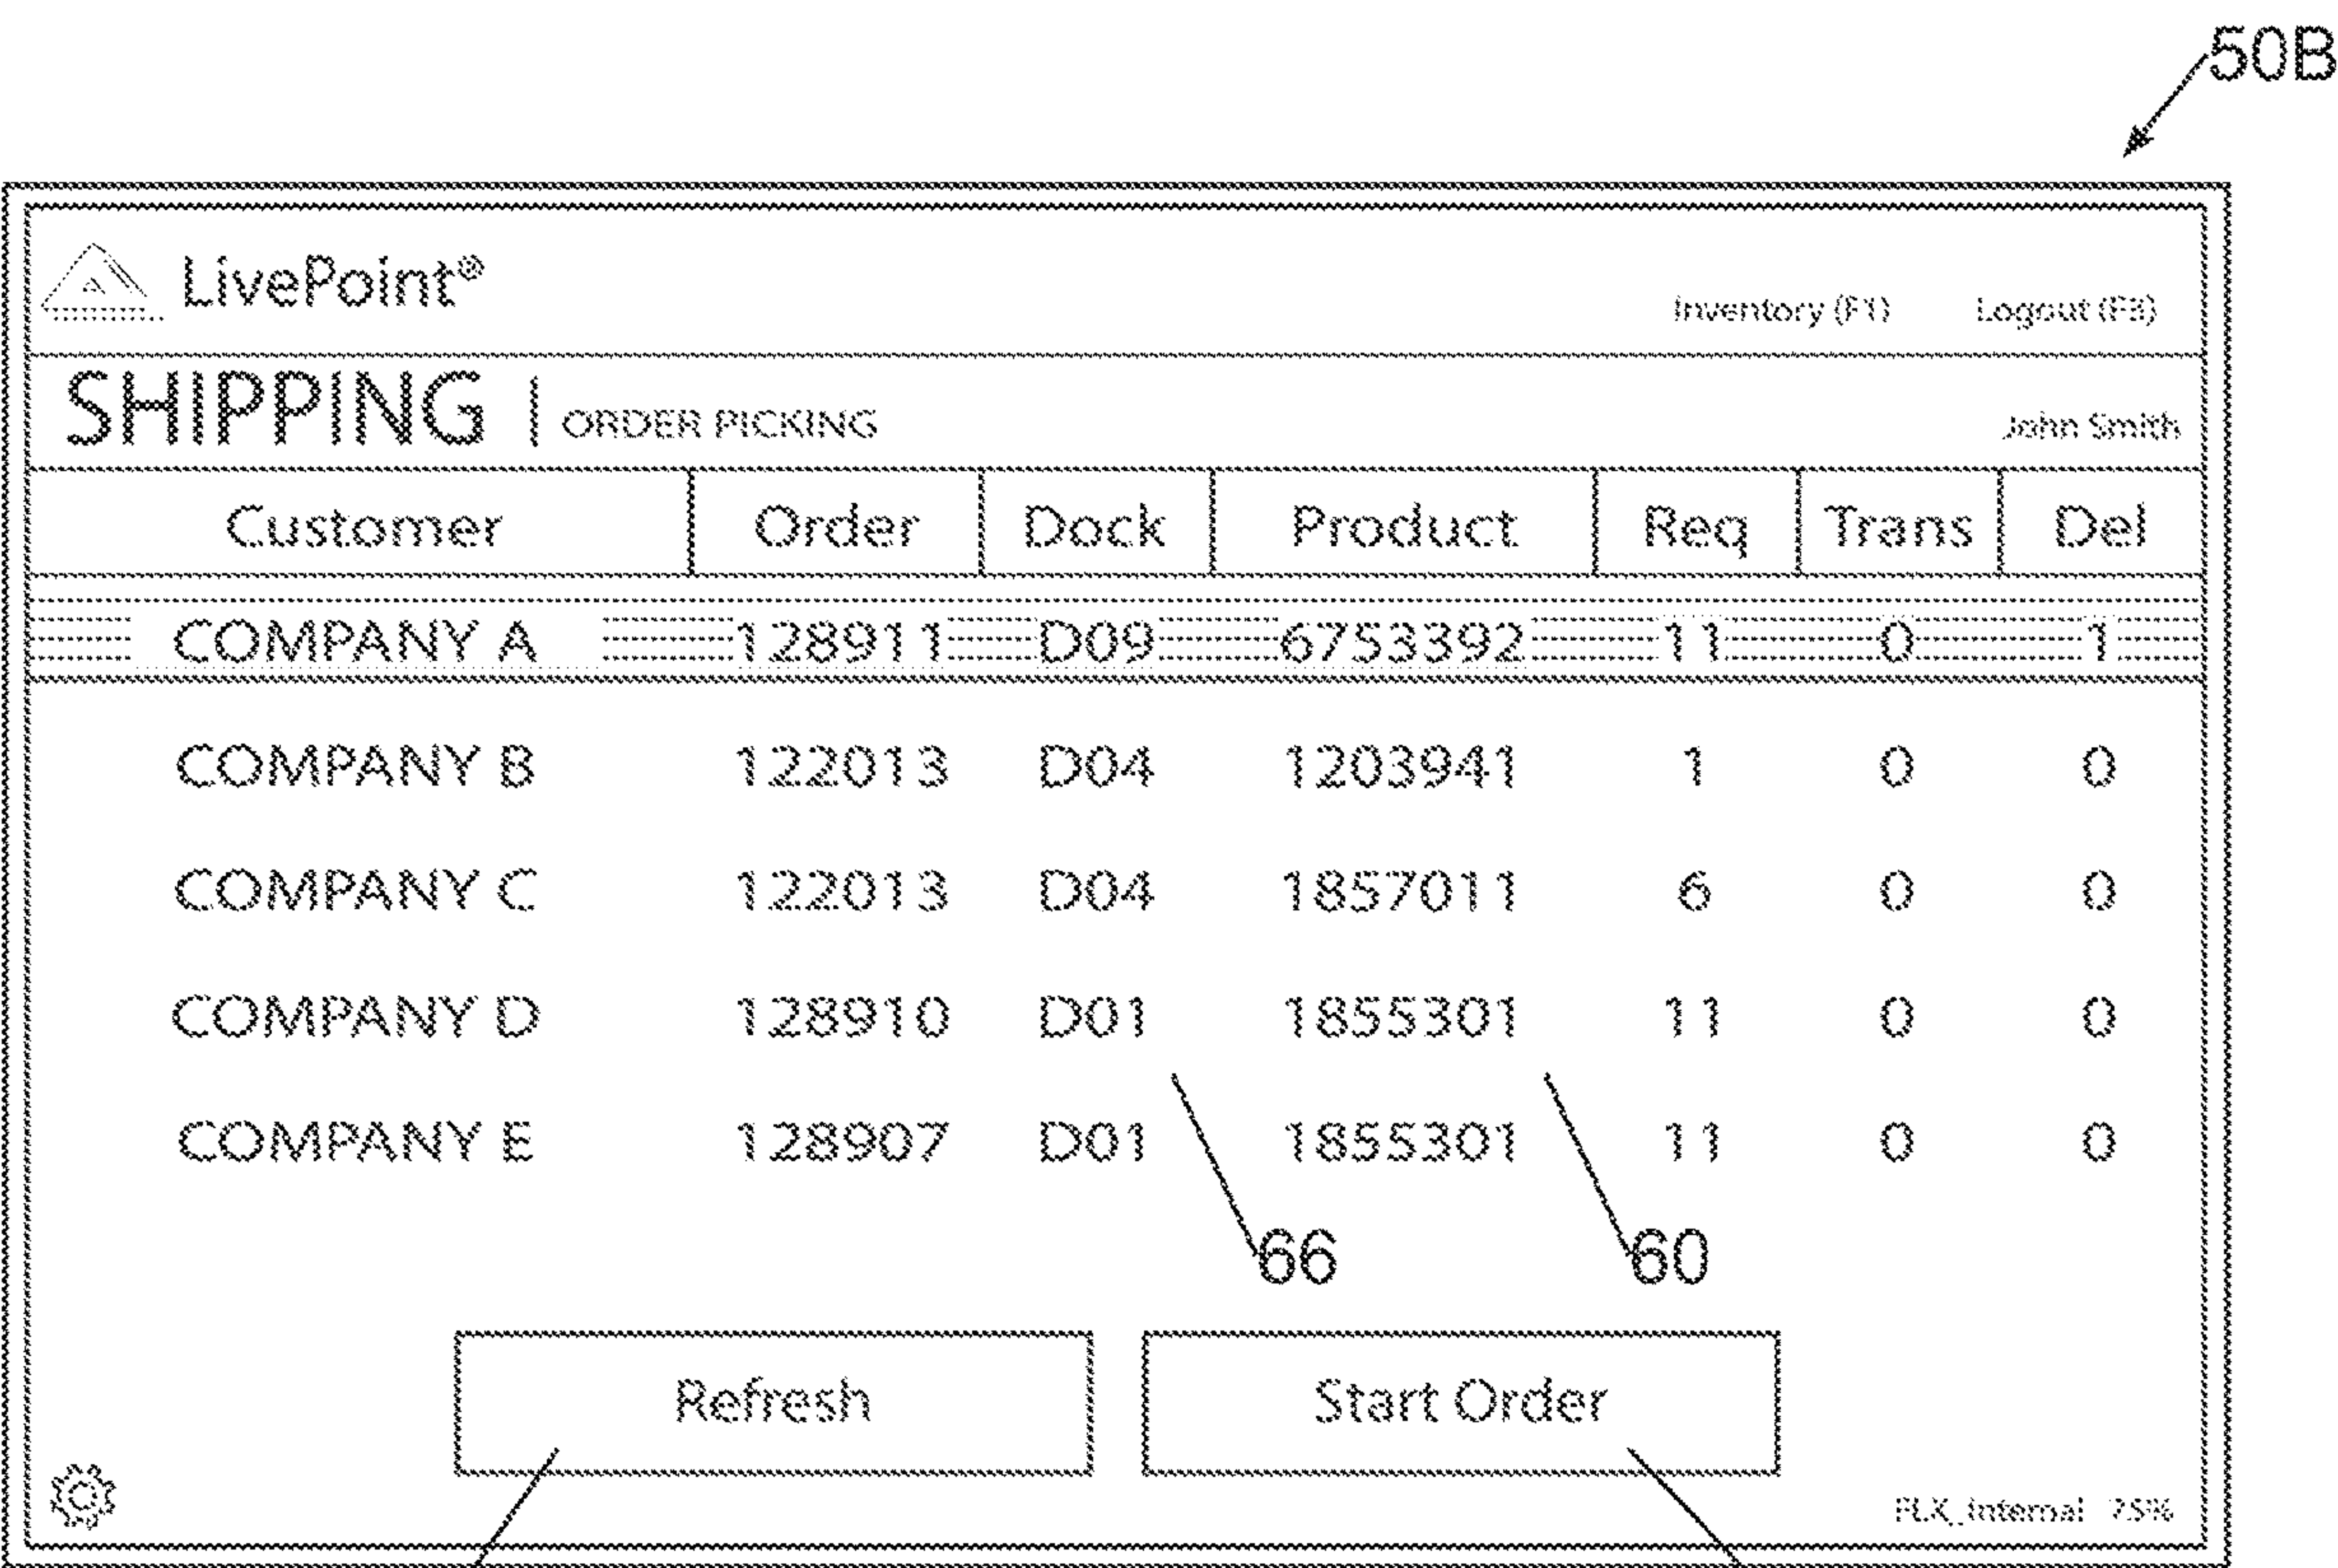 50B
LivePoint®
Inventory (F1) Logout (F3)
SHIPPING | ORDER PICKING John Smith
Customer Order Dock Product Req Trans Del
COMPANY A 128911 D09 6753392 11 0 1
COMPANY B 122013 D04 1203941 1 0 0
COMPANY C 122013 D04 1857011 6 0 0
COMPANY D 128910 D01 1855301 11 0 0
COMPANY E 128907 D01 1855301 11 0 0
66 60
Refresh Start Order
FLX_Internal 75%